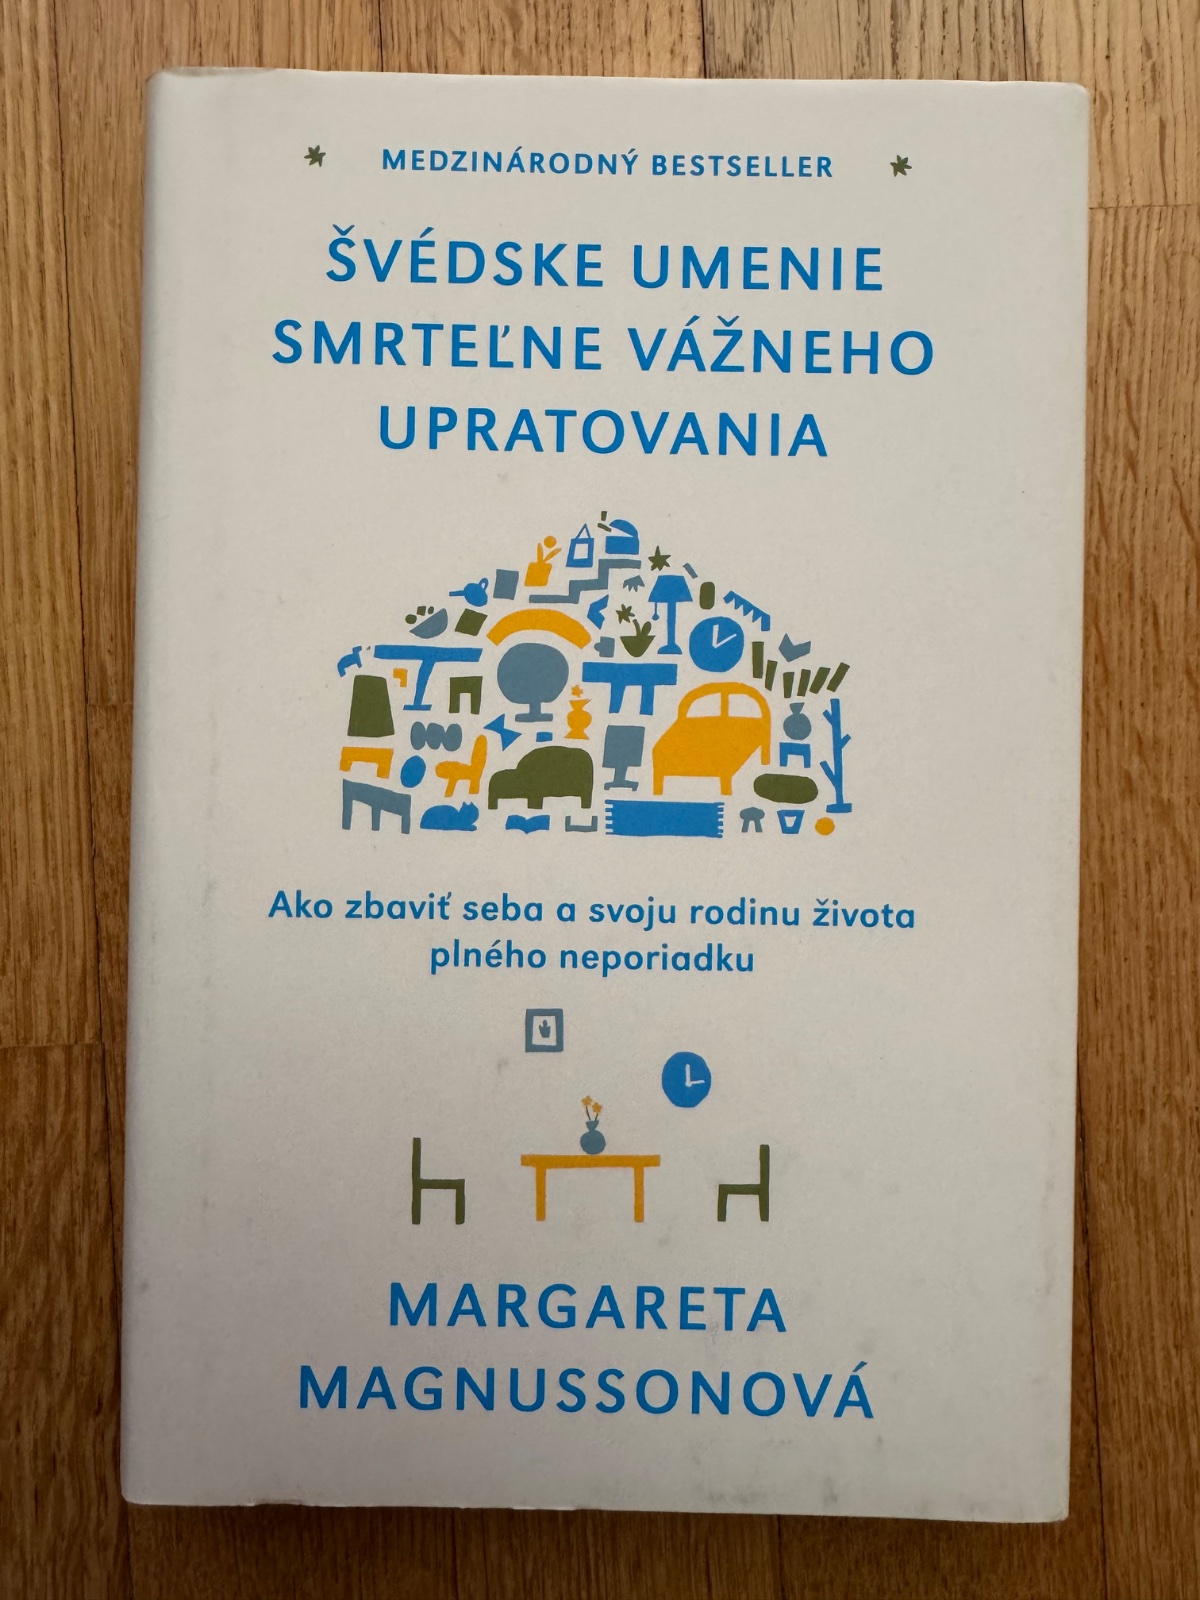 MEDZINÁRODNÝ BESTSELLER
ŠVÉDSKE UMENIE
SMRTEĽNE VÁŽNEHO
UPRATOVANIA
Ako zbaviť seba a svoju rodinu života
plného neporiadku
MARGARETA
MAGNUSSONOVÁ